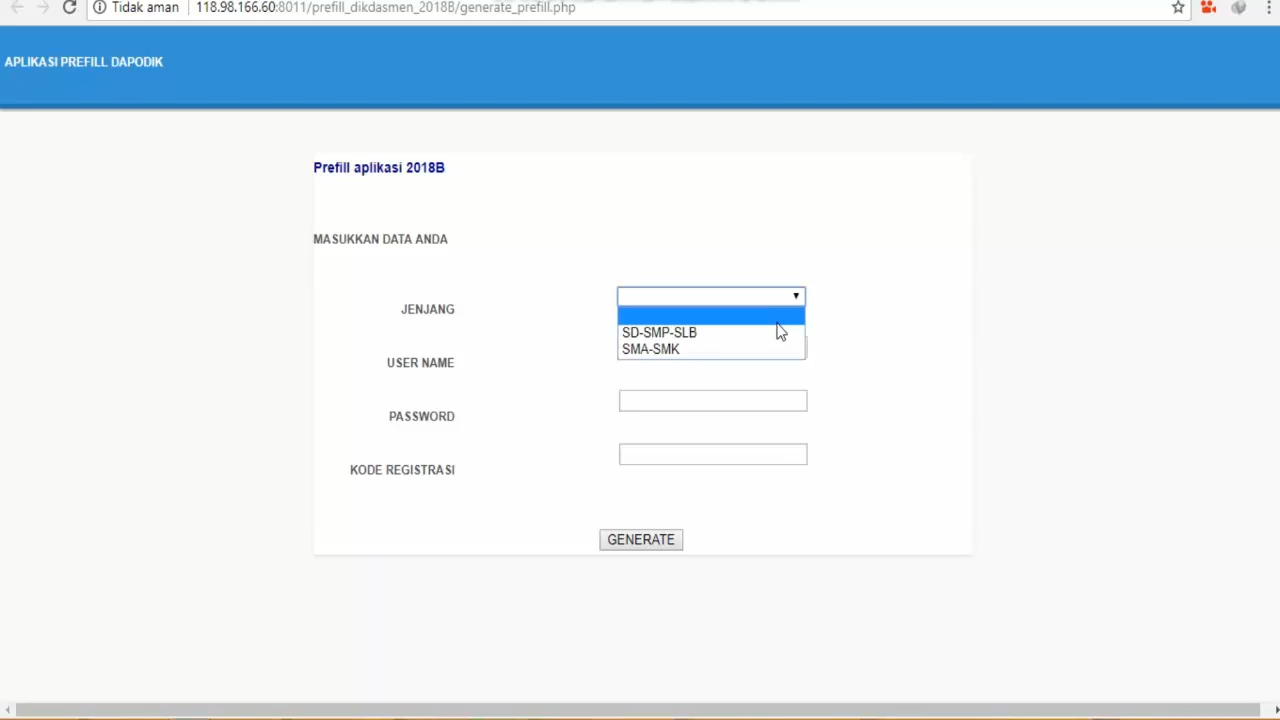 Tidak aman
118.98.166.60:8011/prefill_dikdasmen_2018B/generate_prefill.php
APLIKASI PREFILL DAPODIK
Prefill aplikasi 2018B
MASUKKAN DATA ANDA
JENJANG
SD-SMP-SLB
SMA-SMK
USER NAME
PASSWORD
KODE REGISTRASI
GENERATE